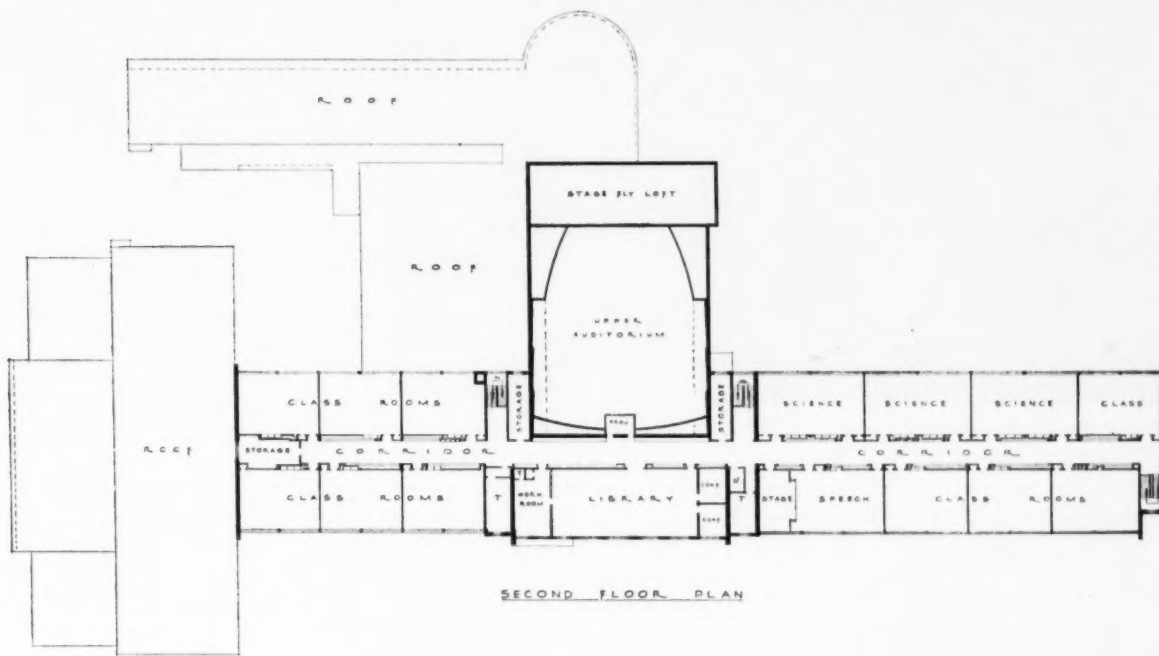 ROOF
STAGE FLY LOFT
ROOF
UPPER
AUDITORIUM
ROOF
CLASS ROOMS
STORAGE
PROJ
STORAGE
SCIENCE
SCIENCE
SCIENCE
CLASS
STORAGE
CORRIDOR
CORRIDOR
CLASS ROOMS
T
T
WORK
ROOM
LIBRARY
CONF
CONF
T
STAGE
SPEECH
CLASS ROOMS
SECOND FLOOR PLAN